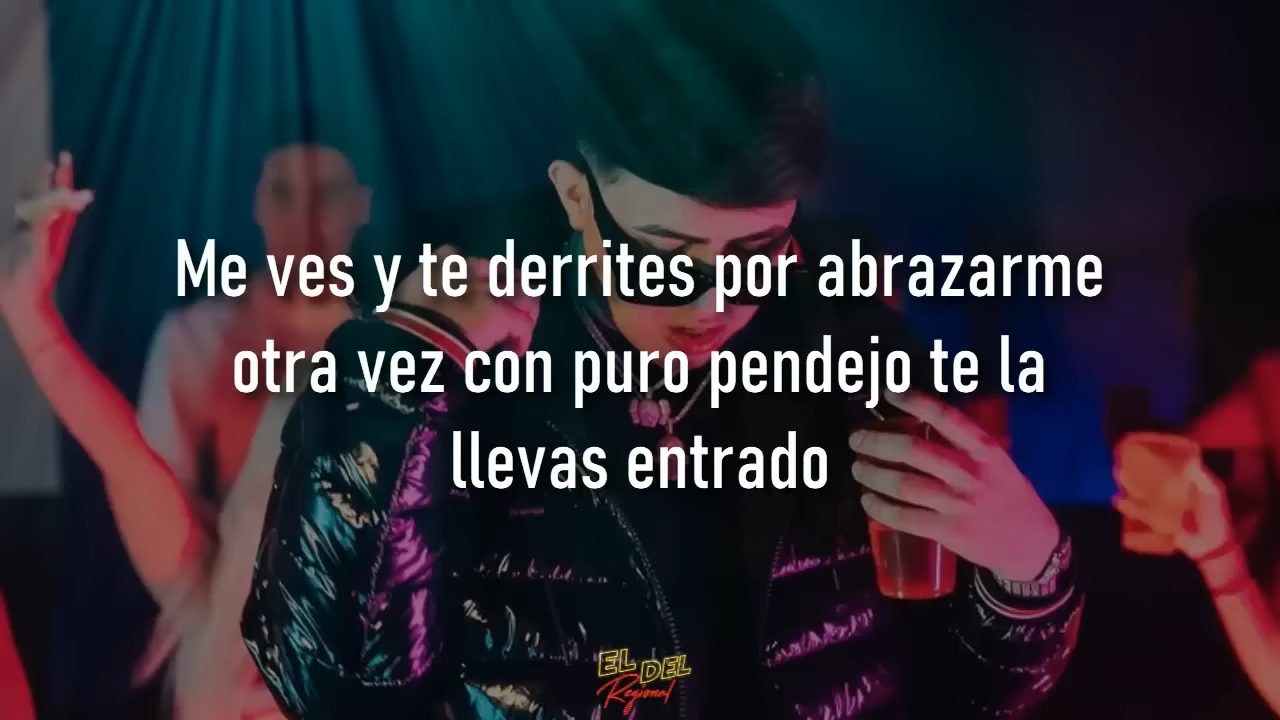 Me ves y te derrites por abrazarme
otra vez con puro pendejo te la
llevas entrado
EL DEL
Regional